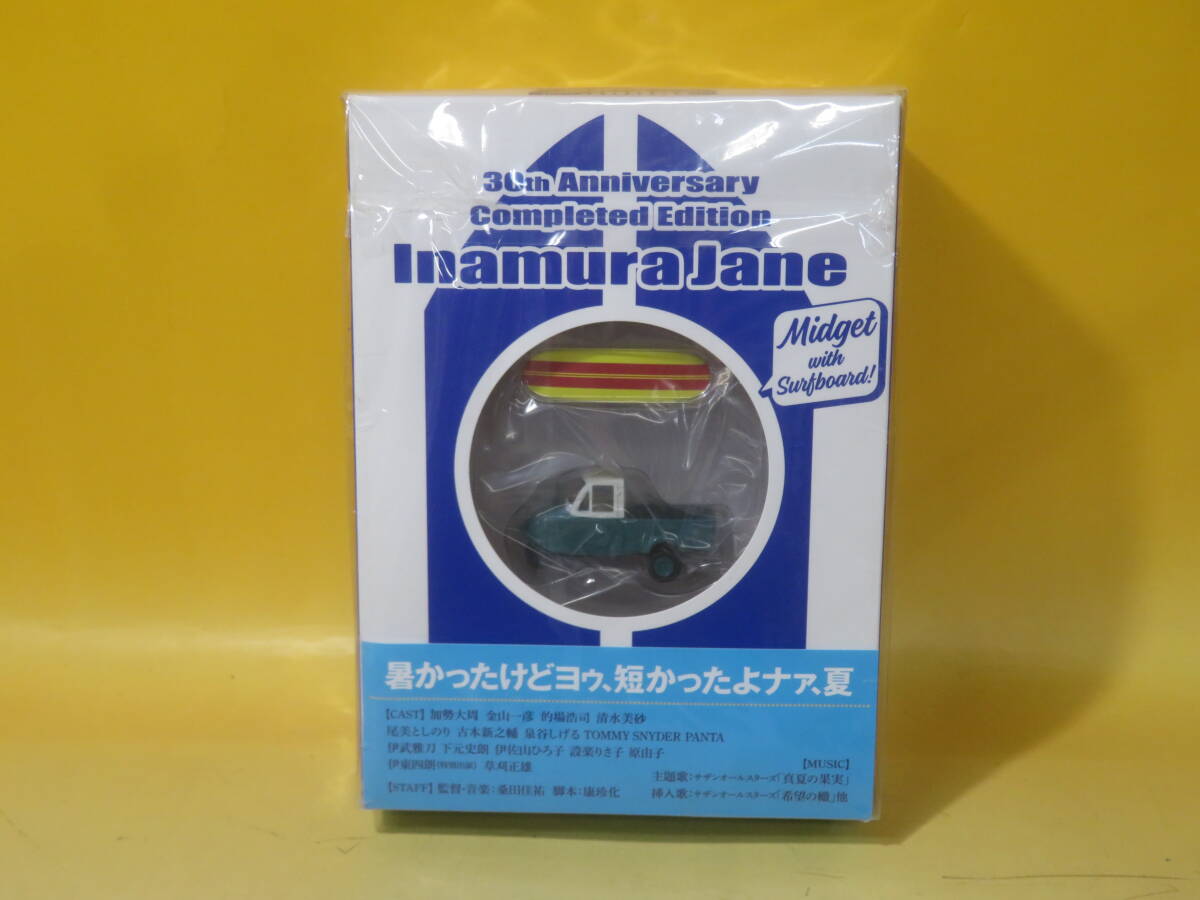 30th Anniversary
Completed Edition
Inamura Jane
Midget
with
Surfboard!
暑かったけどヨゥ、短かったよナァ、夏
【CAST】加勢大周 金山一彦 的場浩司 清水美砂
尾美としのり 古本新之輔 泉谷しげる TOMMY SNYDER PANTA
伊武雅刀 下元史朗 伊佐山ひろ子 設楽りさ子 原由子
伊東四朗(特別出演) 草刈正雄
【STAFF】監督・音楽:桑田佳祐 脚本:康珍化
【MUSIC】
主題歌:サザンオールスターズ「真夏の果実」
挿入歌:サザンオールスターズ「希望の轍」他